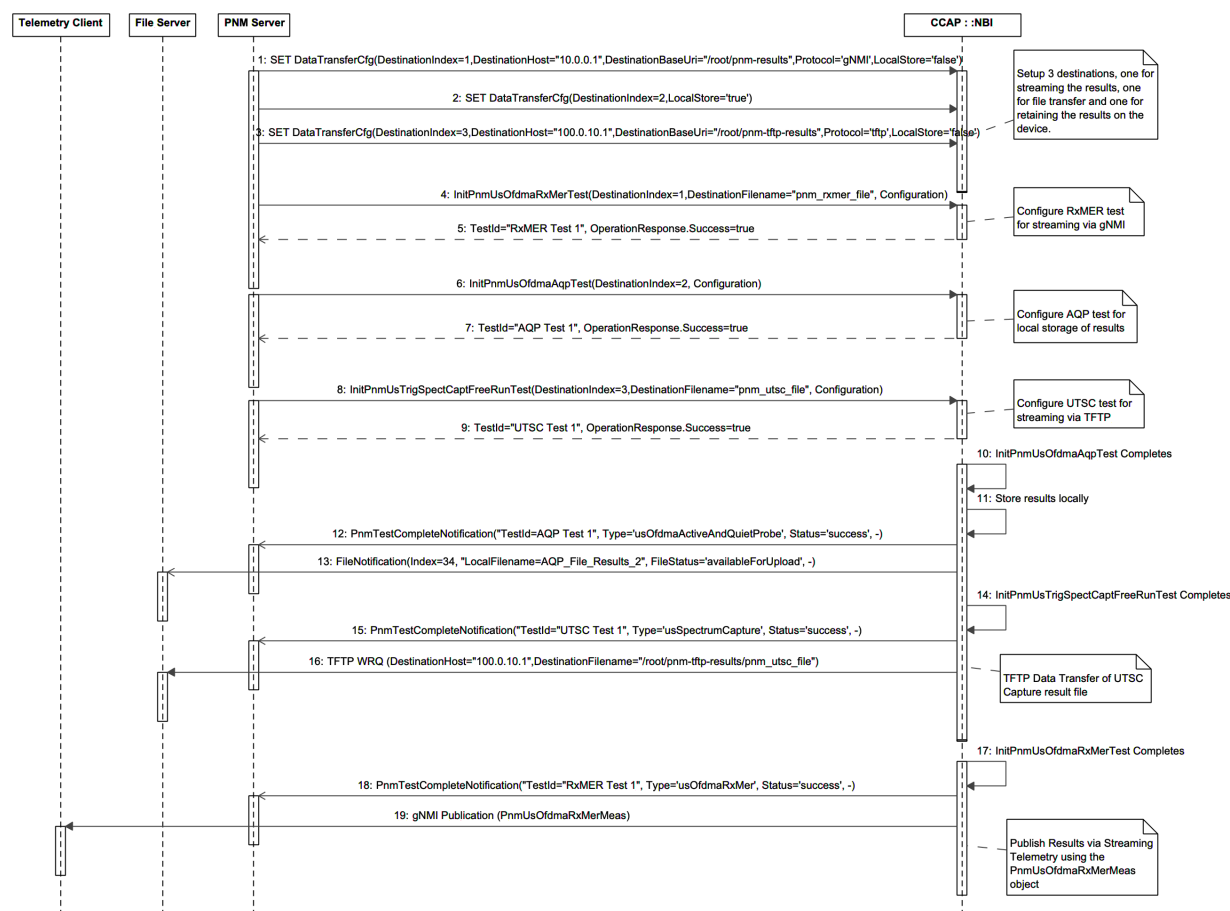 Telemetry Client
File Server
PNM Server
CCAP : :NBI
1: SET DataTransferCfg(DestinationIndex=1,DestinationHost="10.0.0.1",DestinationBaseUri="/root/pnm-results",Protocol='gNMI',LocalStore='false')
Setup 3 destinations, one for
streaming the results, one
for file transfer and one for
retaining the results on the
device.
2: SET DataTransferCfg(DestinationIndex=2,LocalStore='true')
3: SET DataTransferCfg(DestinationIndex=3,DestinationHost="100.0.10.1",DestinationBaseUri="/root/pnm-tftp-results",Protocol='tftp',LocalStore='false')
4: InitPnmUsOfdmaRxMerTest(DestinationIndex=1,DestinationFilename="pnm_rxmer_file", Configuration)
Configure RxMER test
for streaming via gNMI
5: TestId="RxMER Test 1", OperationResponse.Success=true
6: InitPnmUsOfdmaAqpTest(DestinationIndex=2, Configuration)
Configure AQP test for
local storage of results
7: TestId="AQP Test 1", OperationResponse.Success=true
8: InitPnmUsTrigSpectCaptFreeRunTest(DestinationIndex=3,DestinationFilename="pnm_utsc_file", Configuration)
Configure UTSC test for
streaming via TFTP
9: TestId="UTSC Test 1", OperationResponse.Success=true
10: InitPnmUsOfdmaAqpTest Completes
11: Store results locally
12: PnmTestCompleteNotification("TestId=AQP Test 1", Type='usOfdmaActiveAndQuietProbe', Status='success', -)
13: FileNotification(Index=34, "LocalFilename=AQP_File_Results_2", FileStatus='availableForUpload', -)
14: InitPnmUsTrigSpectCaptFreeRunTest Completes
15: PnmTestCompleteNotification("TestId="UTSC Test 1", Type='usSpectrumCapture', Status='success', -)
16: TFTP WRQ (DestinationHost="100.0.10.1",DestinationFilename="/root/pnm-tftp-results/pnm_utsc_file")
TFTP Data Transfer of UTSC
Capture result file
17: InitPnmUsOfdmaRxMerTest Completes
18: PnmTestCompleteNotification("TestId="RxMER Test 1", Type='usOfdmaRxMer', Status='success', -)
19: gNMI Publication (PnmUsOfdmaRxMerMeas)
Publish Results via Streaming
Telemetry using the
PnmUsOfdmaRxMerMeas
object